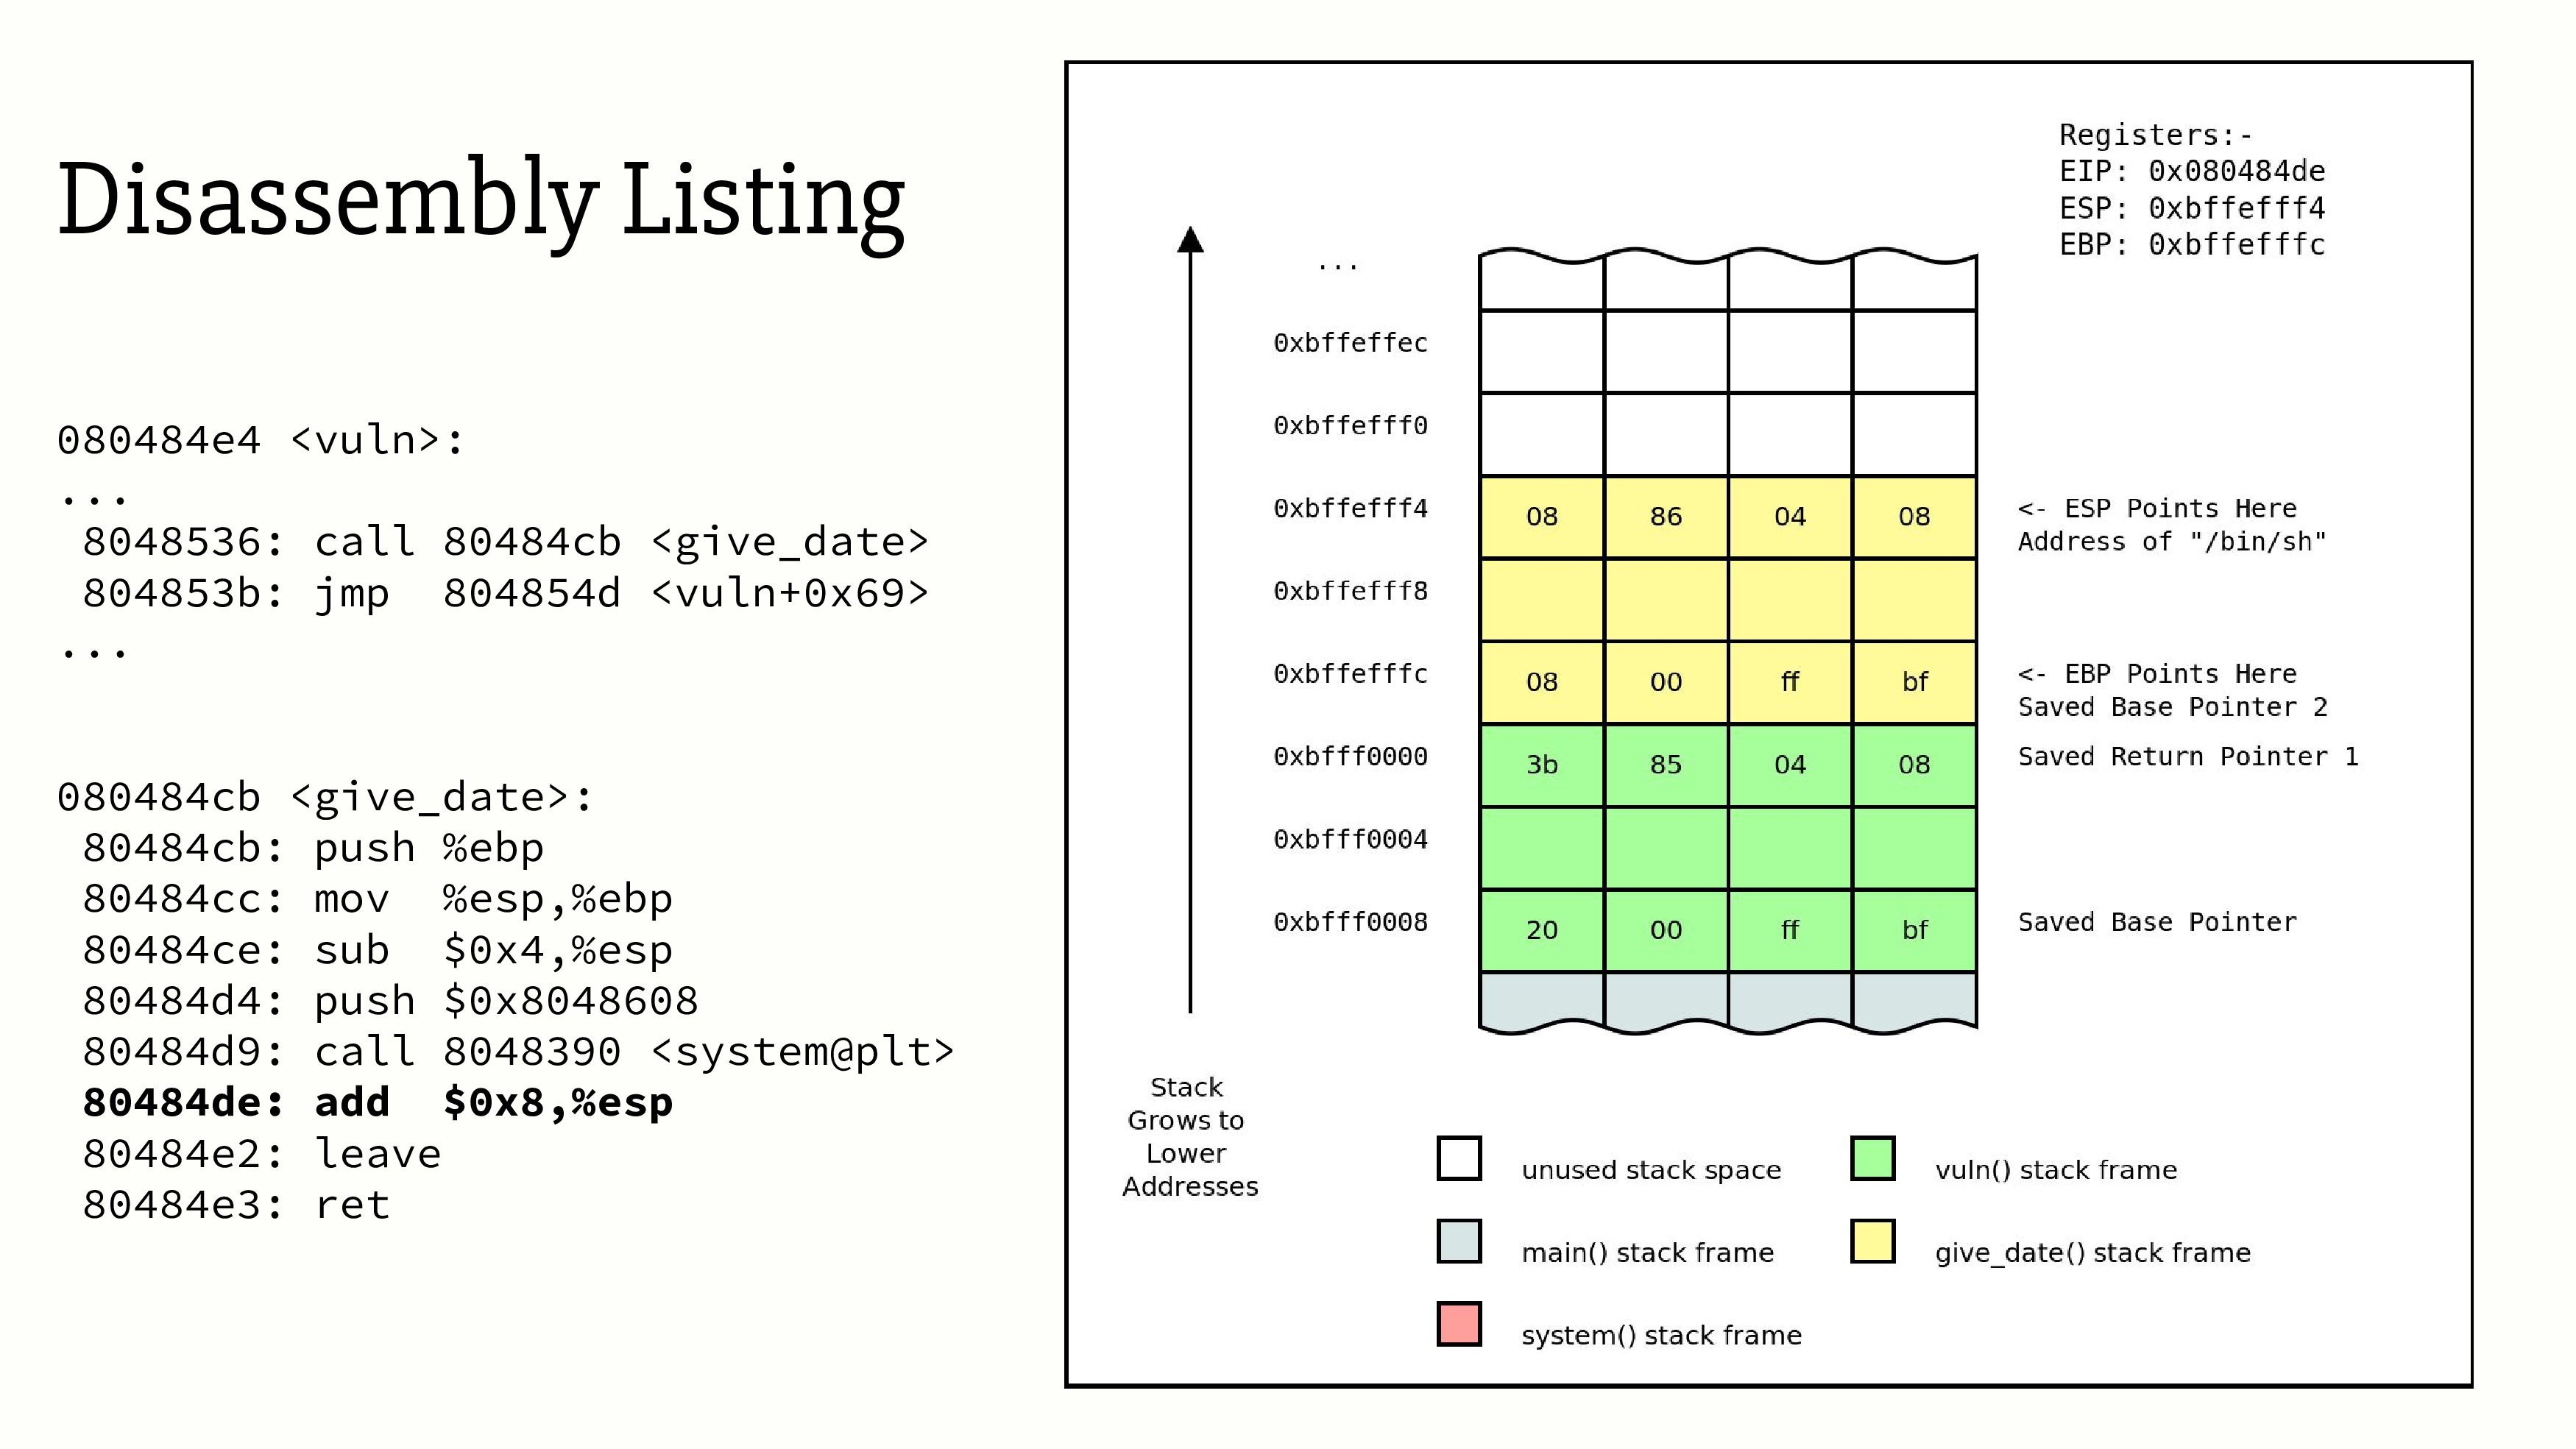 Disassembly Listing
080484e4 <vuln>:
...
8048536: call 80484cb <give_date>
804853b: jmp  804854d <vuln+0x69>
...
080484cb <give_date>:
80484cb: push %ebp
80484cc: mov  %esp,%ebp
80484ce: sub  $0x4,%esp
80484d4: push $0x8048608
80484d9: call 8048390 <system@plt>
80484de: add  $0x8,%esp
80484e2: leave
80484e3: ret
Registers:-
EIP: 0x080484de
ESP: 0xbffefff4
EBP: 0xbffefffc
...
0xbffeffec
0xbffefff0
0xbffefff4 08 86 04 08 <- ESP Points Here
Address of "/bin/sh"
0xbffefff8
0xbffefffc 08 00 ff bf <- EBP Points Here
Saved Base Pointer 2
0xbfff0000 3b 85 04 08 Saved Return Pointer 1
0xbfff0004
0xbfff0008 20 00 ff bf Saved Base Pointer
Stack
Grows to
Lower
Addresses
unused stack space
vuln() stack frame
main() stack frame
give_date() stack frame
system() stack frame